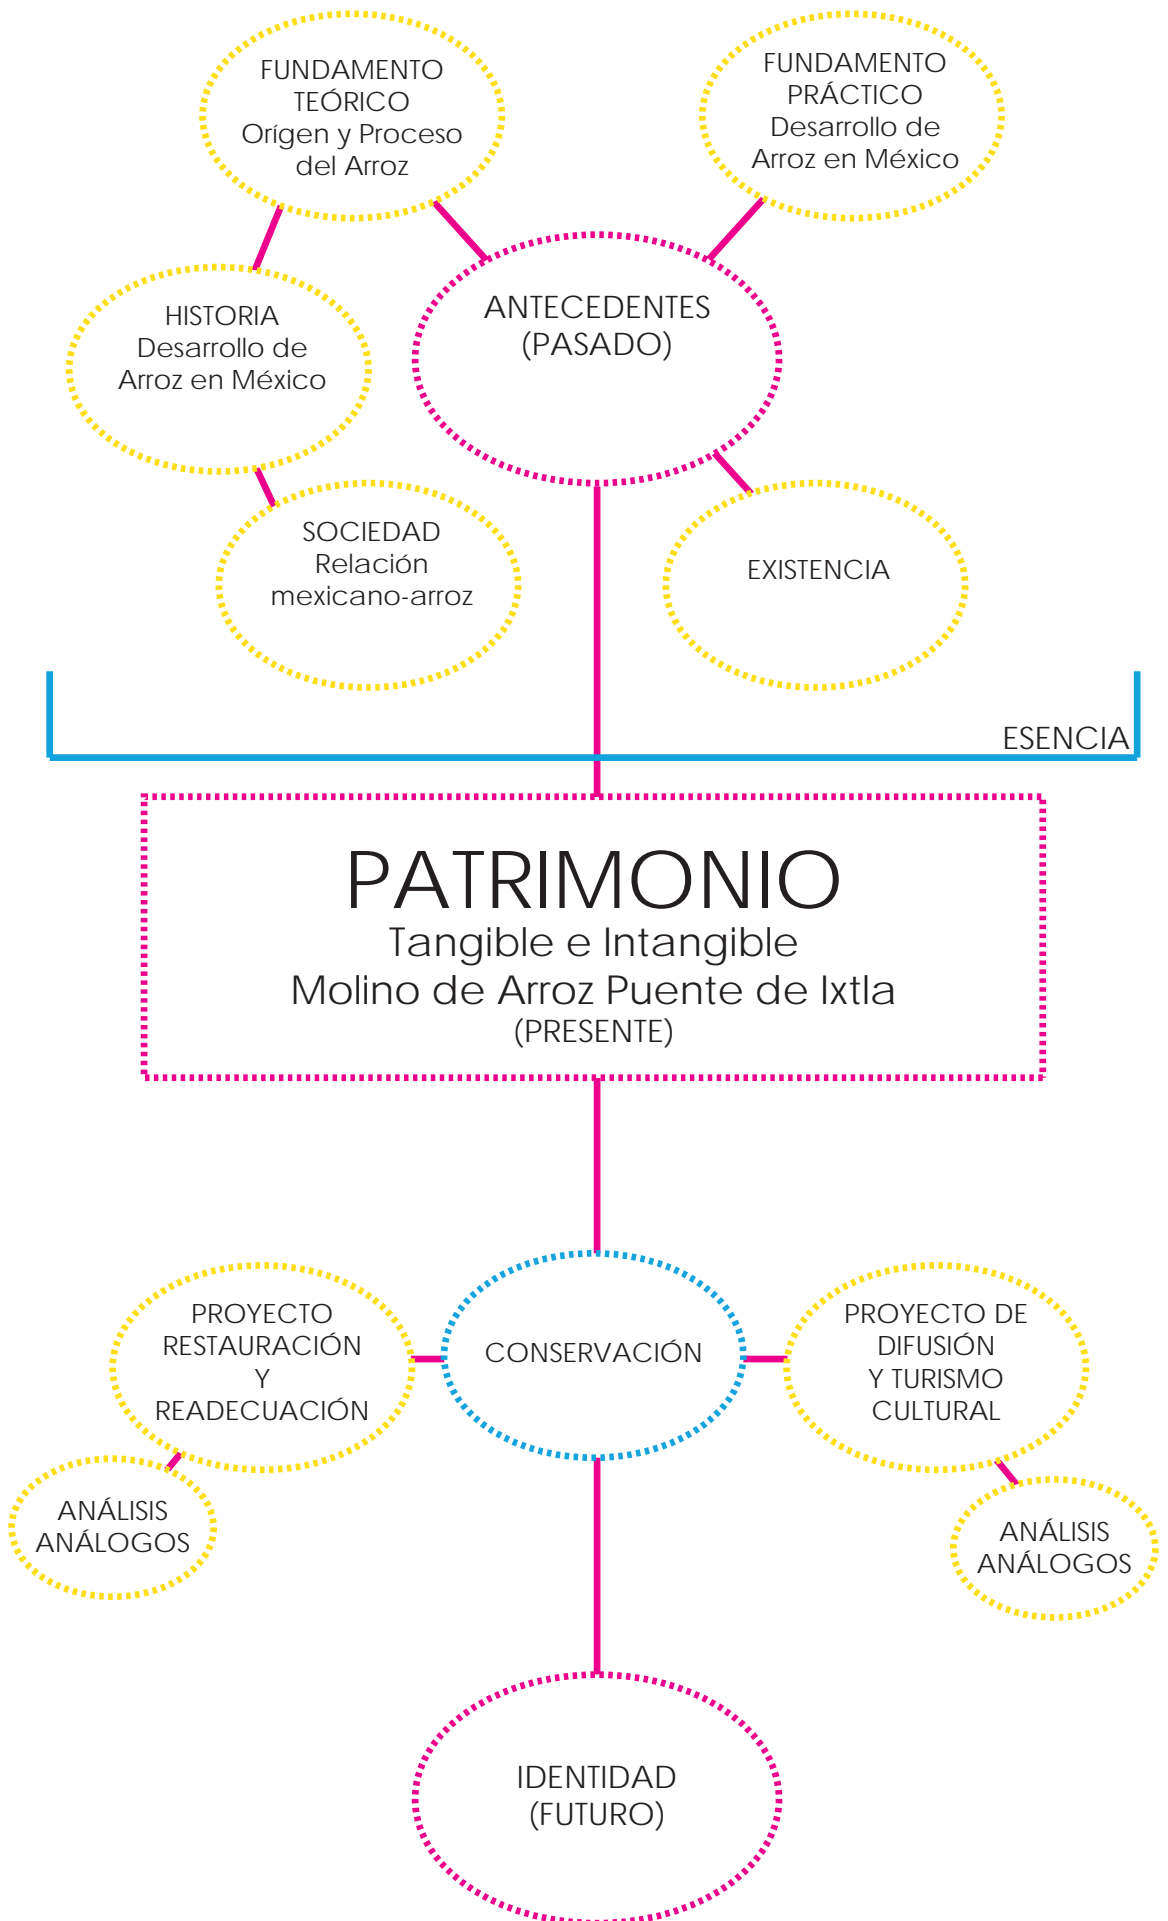 FUNDAMENTO
TEÓRICO
Orígen y Proceso
del Arroz
FUNDAMENTO
PRÁCTICO
Desarrollo de
Arroz en México
HISTORIA
Desarrollo de
Arroz en México
ANTECEDENTES
(PASADO)
SOCIEDAD
Relación
mexicano-arroz
EXISTENCIA
ESENCIA
PATRIMONIO
Tangible e Intangible
Molino de Arroz Puente de Ixtla
(PRESENTE)
PROYECTO
RESTAURACIÓN
Y
READECUACIÓN
CONSERVACIÓN
PROYECTO DE
DIFUSIÓN
Y TURISMO
CULTURAL
ANÁLISIS
ANÁLOGOS
ANÁLISIS
ANÁLOGOS
IDENTIDAD
(FUTURO)